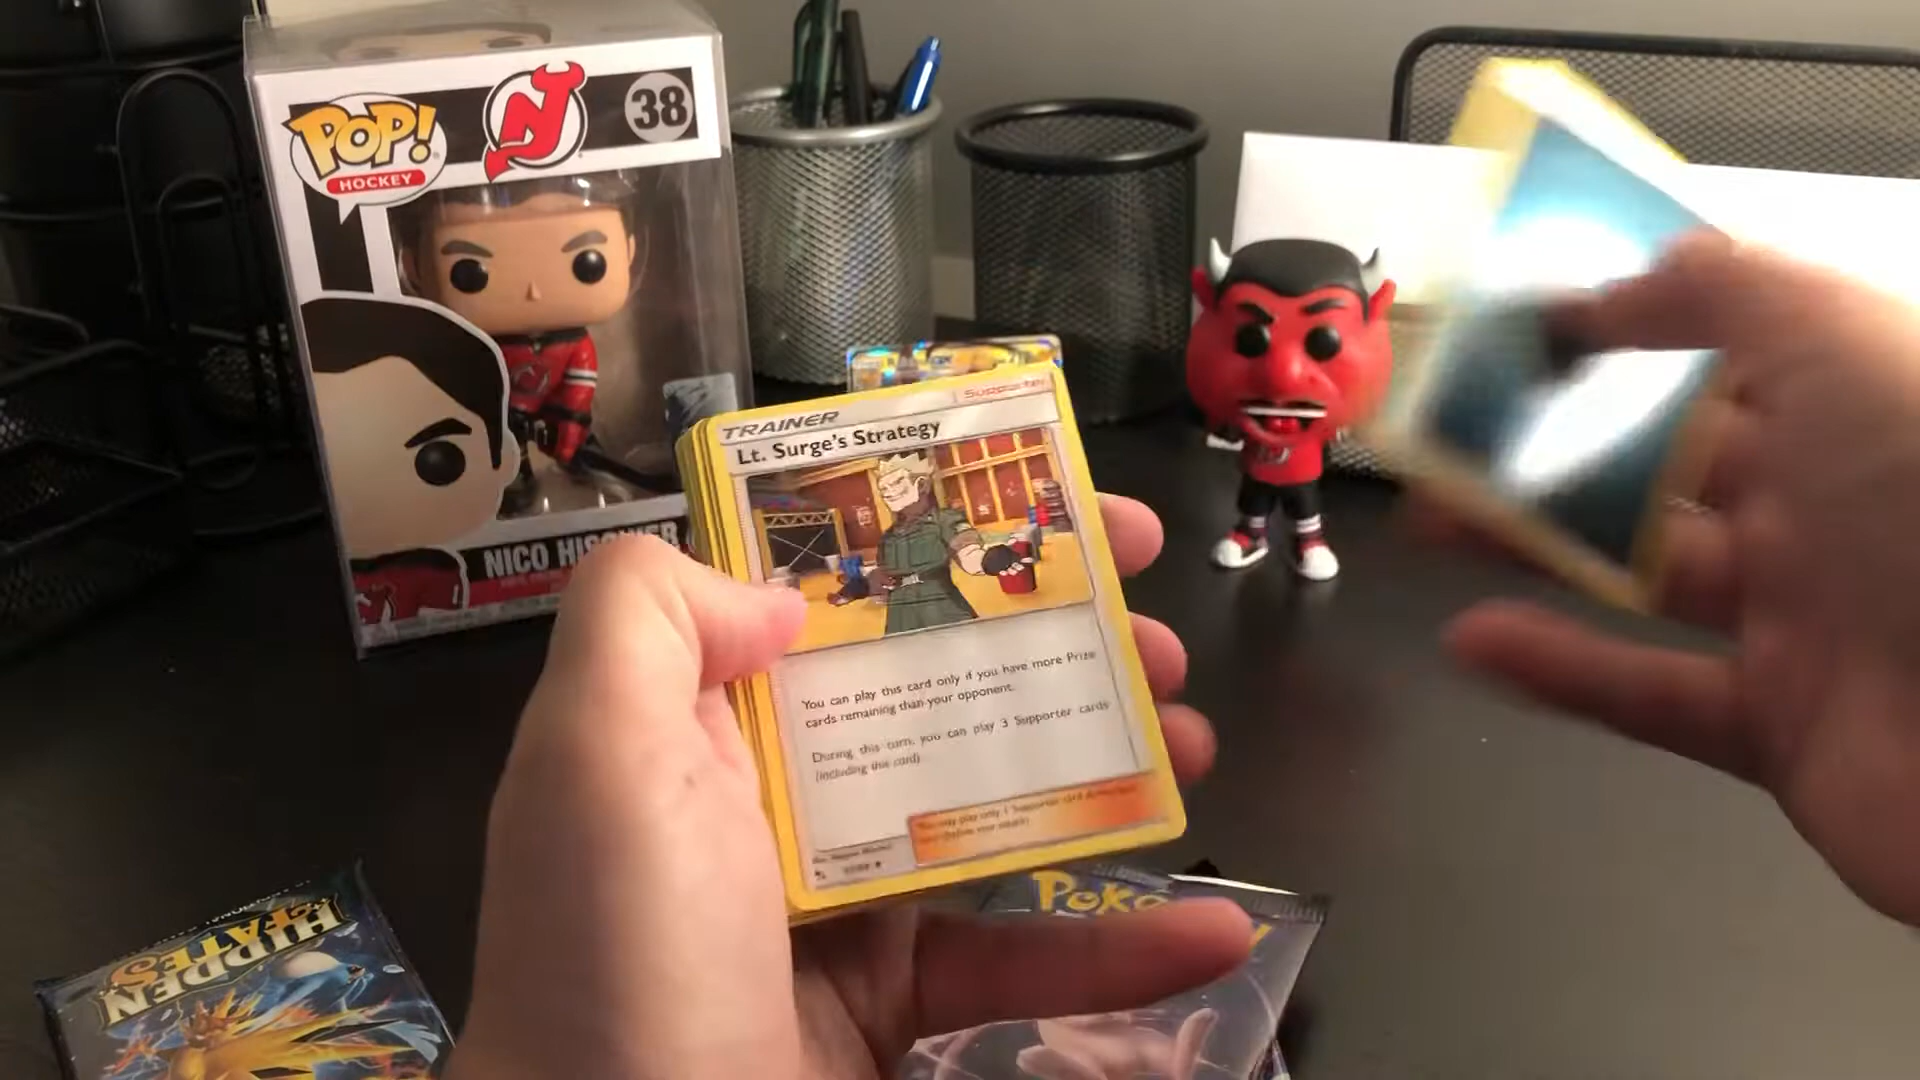 POP!
HOCKEY
NJ
38
NICO HISCHIER
TRAINER
Supporter
Lt. Surge's Strategy
You can play this card only if you have more Prize
cards remaining than your opponent.
During this turn, you can play 3 Supporter cards
(including this card).
HIDDEN
FATES